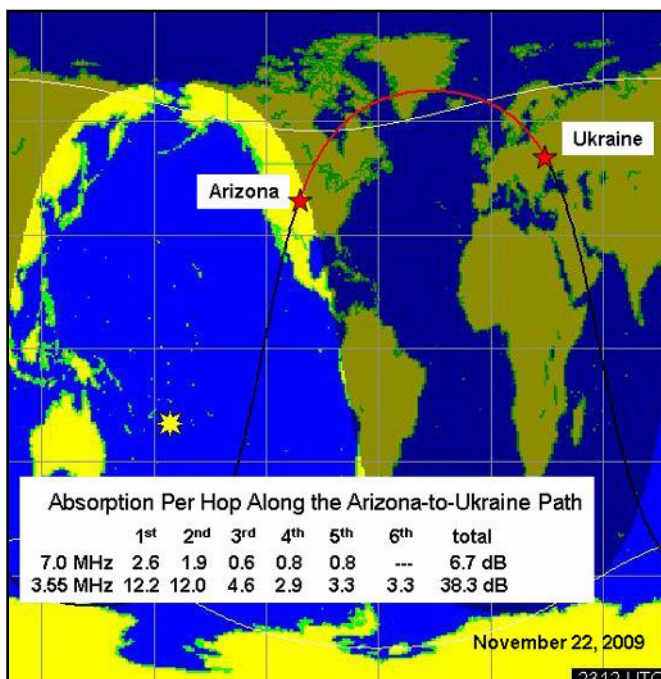 Ukraine
Arizona
Absorption Per Hop Along the Arizona-to-Ukraine Path
1st 2nd 3rd 4th 5th 6th total
7.0 MHz 2.6 1.9 0.6 0.8 0.8 --- 6.7 dB
3.55 MHz 12.2 12.0 4.6 2.9 3.3 3.3 38.3 dB
November 22, 2009
2312 UTC